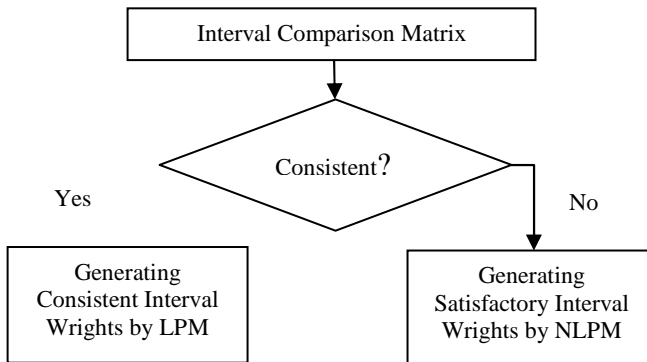 Interval Comparison Matrix
Consistent?
Yes
No
Generating
Consistent Interval
Wrights by LPM
Generating
Satisfactory Interval
Wrights by NLPM